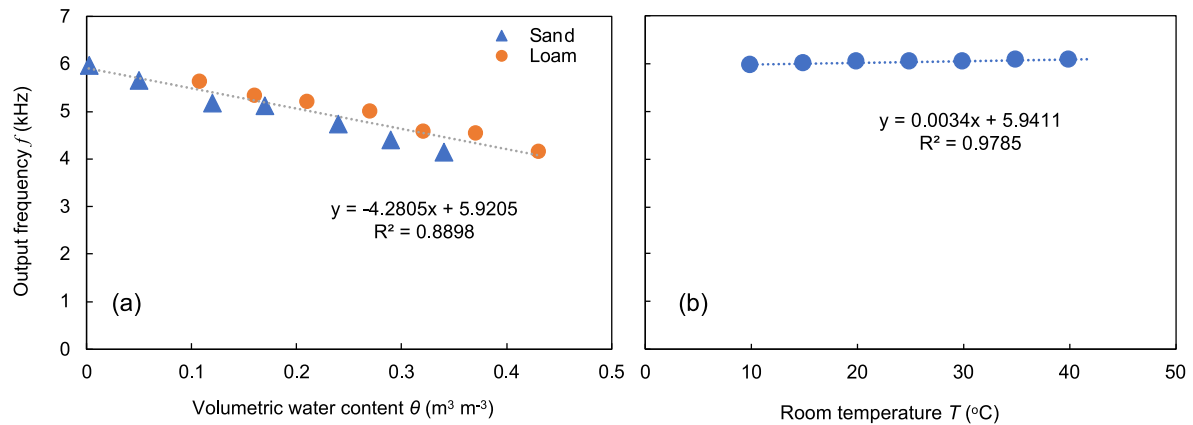 7
6
5
4
3
2
1
0
Output frequency f (kHz)
Sand
Loam
y = -4.2805x + 5.9205
R² = 0.8898
(a)
0 0.1 0.2 0.3 0.4 0.5
Volumetric water content θ (m³ m⁻³)
y = 0.0034x + 5.9411
R² = 0.9785
(b)
0 10 20 30 40 50
Room temperature T (°C)